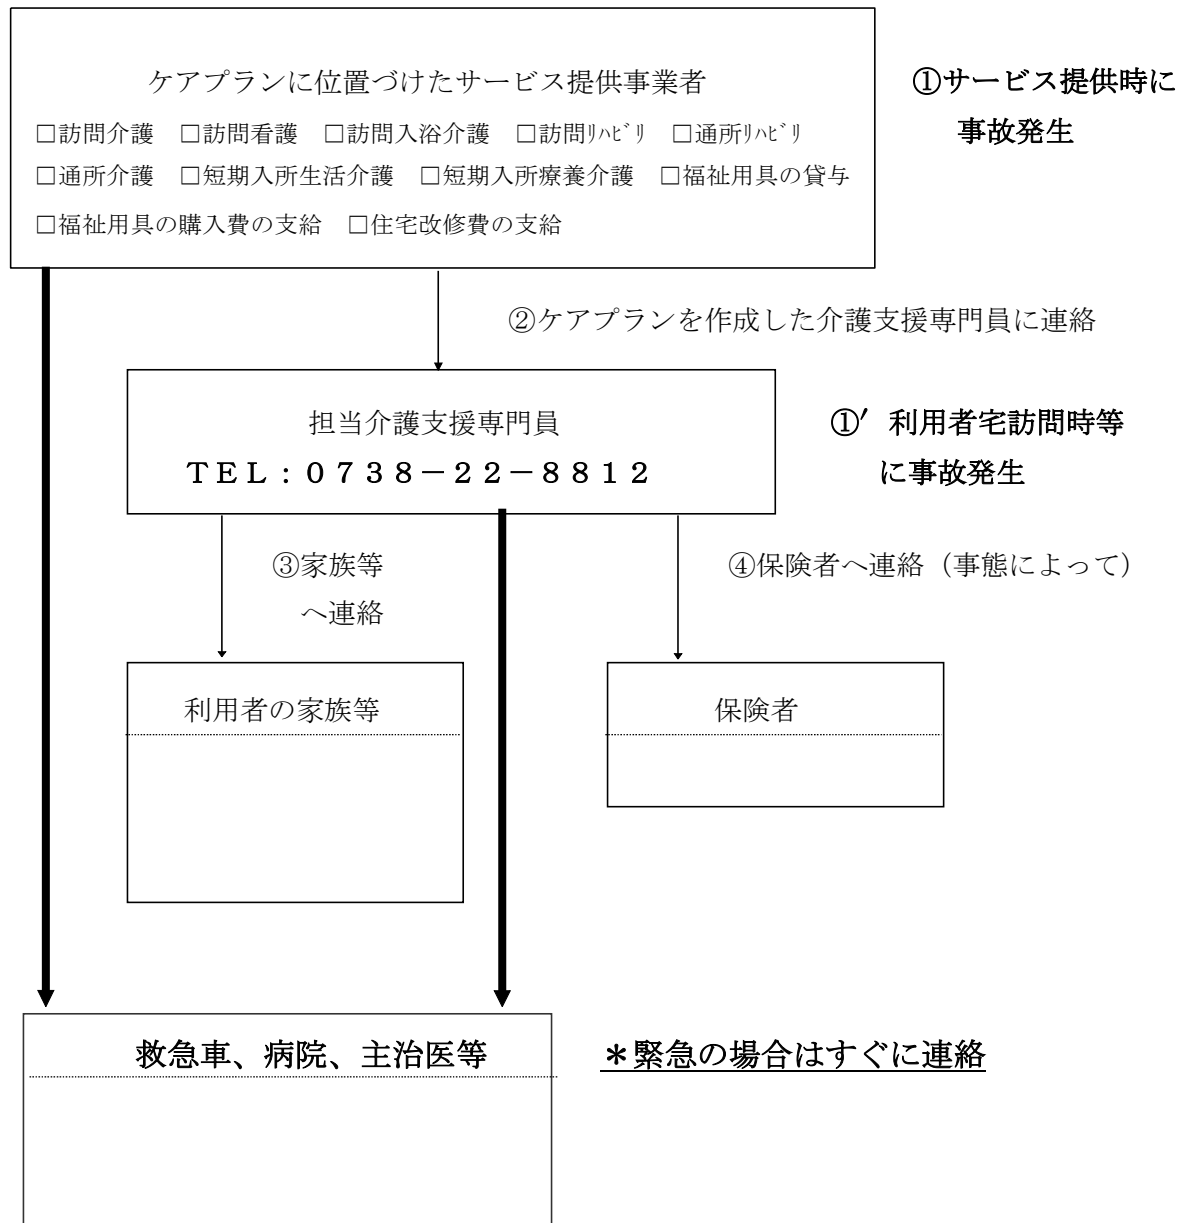 ケアプランに位置づけたサービス提供事業者
①サービス提供時に
事故発生
□訪問介護　□訪問看護　□訪問入浴介護　□訪問ﾘﾊﾋﾞﾘ　□通所ﾘﾊﾋﾞﾘ
□通所介護　□短期入所生活介護　□短期入所療養介護　□福祉用具の貸与
□福祉用具の購入費の支給　□住宅改修費の支給
②ケアプランを作成した介護支援専門員に連絡
担当介護支援専門員
ＴＥＬ：０７３８－２２－８８１２
①′利用者宅訪問時等
に事故発生
③家族等
へ連絡
④保険者へ連絡（事態によって）
利用者の家族等
保険者
救急車、病院、主治医等
＊緊急の場合はすぐに連絡